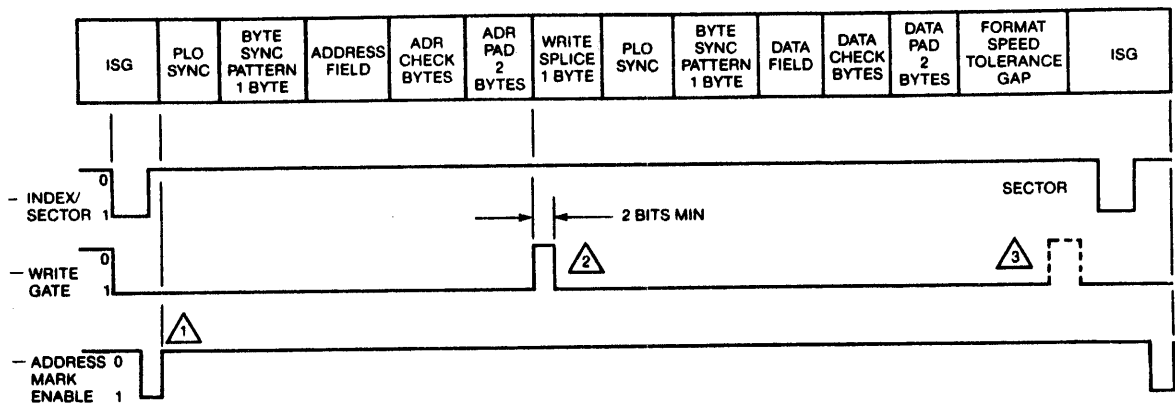 ISG
PLO
SYNC
BYTE
SYNC
PATTERN
1 BYTE
ADDRESS
FIELD
ADR
CHECK
BYTES
ADR
PAD
2
BYTES
WRITE
SPLICE
1 BYTE
PLO
SYNC
BYTE
SYNC
PATTERN
1 BYTE
DATA
FIELD
DATA
CHECK
BYTES
DATA
PAD
2
BYTES
FORMAT
SPEED
TOLERANCE
GAP
ISG
0
– INDEX/
SECTOR 1
SECTOR
2 BITS MIN
0
– WRITE
GATE 1
2
3
1
– ADDRESS 0
MARK
ENABLE 1